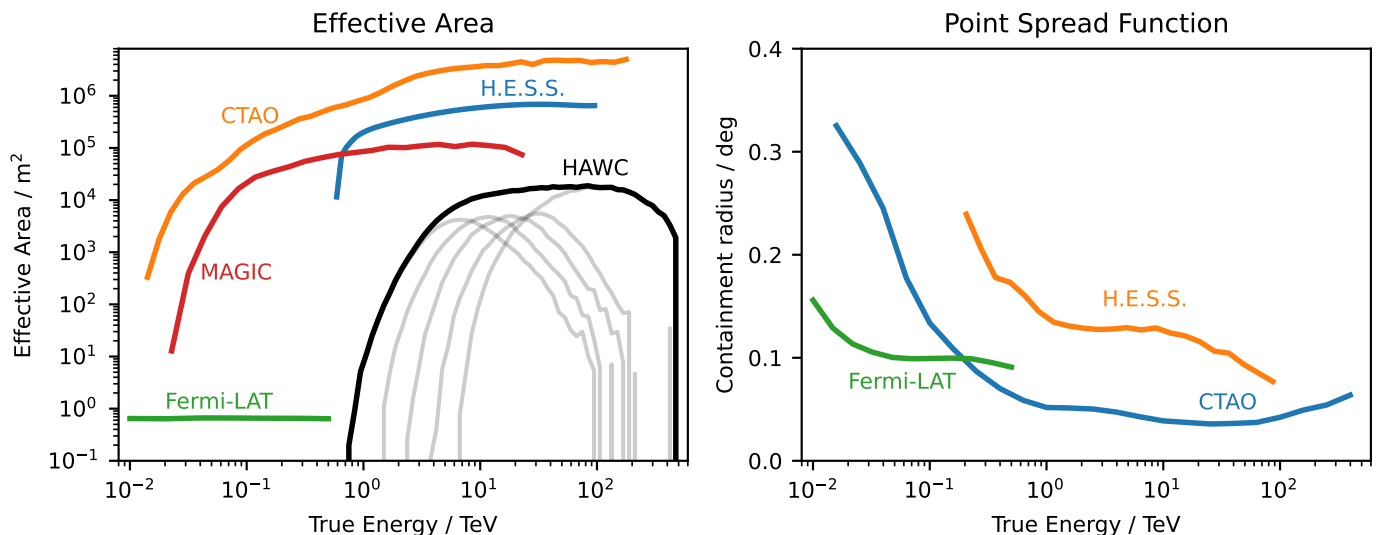 Effective Area
Effective Area / m²
10⁶
10⁵
10⁴
10³
10²
10¹
10⁰
10⁻¹
CTAO
H.E.S.S.
MAGIC
HAWC
Fermi-LAT
10⁻² 10⁻¹ 10⁰ 10¹ 10²
True Energy / TeV
Point Spread Function
Containment radius / deg
0.4
0.3
0.2
0.1
0.0
H.E.S.S.
Fermi-LAT
CTAO
10⁻² 10⁻¹ 10⁰ 10¹ 10²
True Energy / TeV